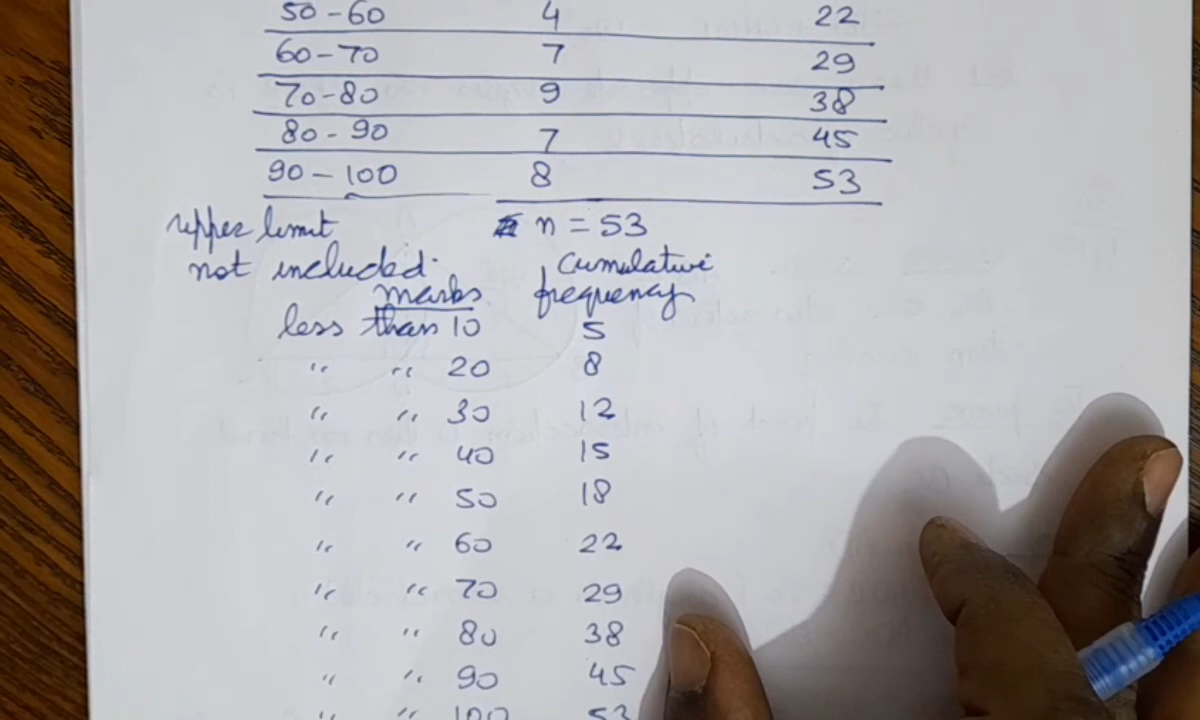 50-60 4 22
60-70 7 29
70-80 9 38
80-90 7 45
90-100 8 53
upper limit n = 53
not included.
marks cumulative frequency
less than 10 5
" " 20 8
" " 30 12
" " 40 15
" " 50 18
" " 60 22
" " 70 29
" " 80 38
" " 90 45
" " 100 53